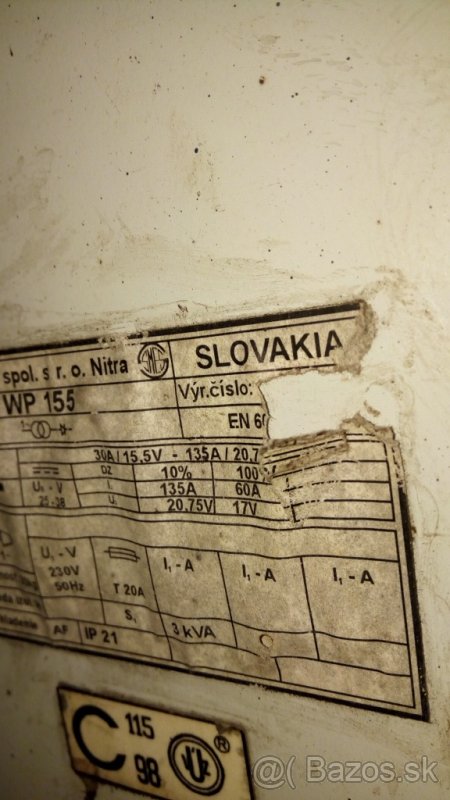 spol. s r. o. Nitra SLOVAKIA
WP 155 Výr.číslo:
EN 60
30A / 15,5V - 135A / 20,7
DZ 10% 100%
U₀ - V I₂ 135A 60A
25-38 U₂ 20,75V 17V
U₁ - V I₁ - A I₁ - A I₁ - A
230V
50Hz T 20A
S₁ 3 kVA
AF IP 21
C 115
98 ®
@( Bazos.sk